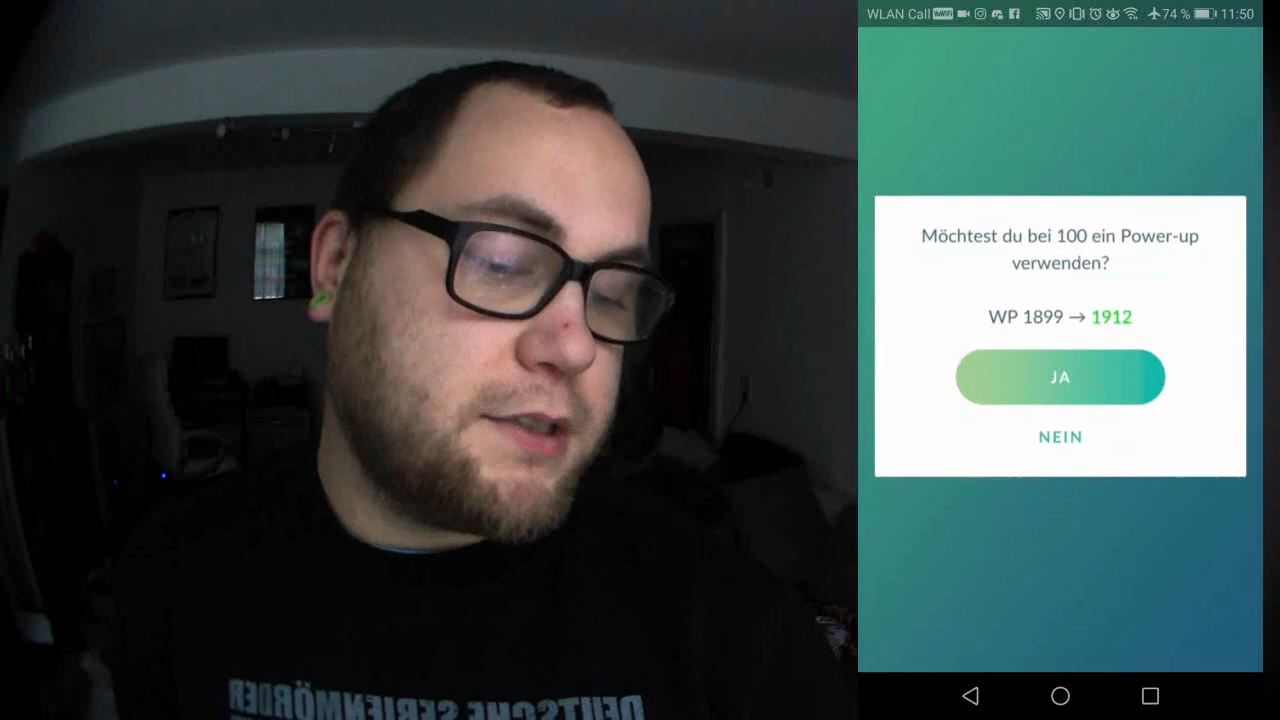 WLAN Call
74 % 11:50
Möchtest du bei 100 ein Power-up
verwenden?
WP 1899 → 1912
JA
NEIN
DEUTSCHE SERIENMÖRDER